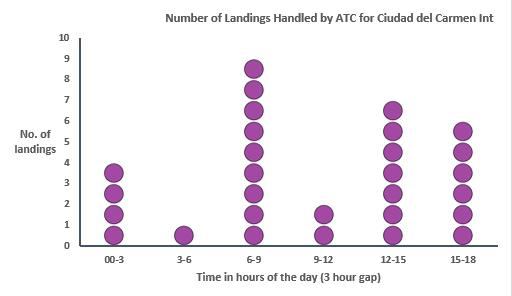 Number of Landings Handled by ATC for Ciudad del Carmen Int
10
9
8
7
6
5
4
3
2
1
0
No. of
landings
00-3 3-6 6-9 9-12 12-15 15-18
Time in hours of the day (3 hour gap)